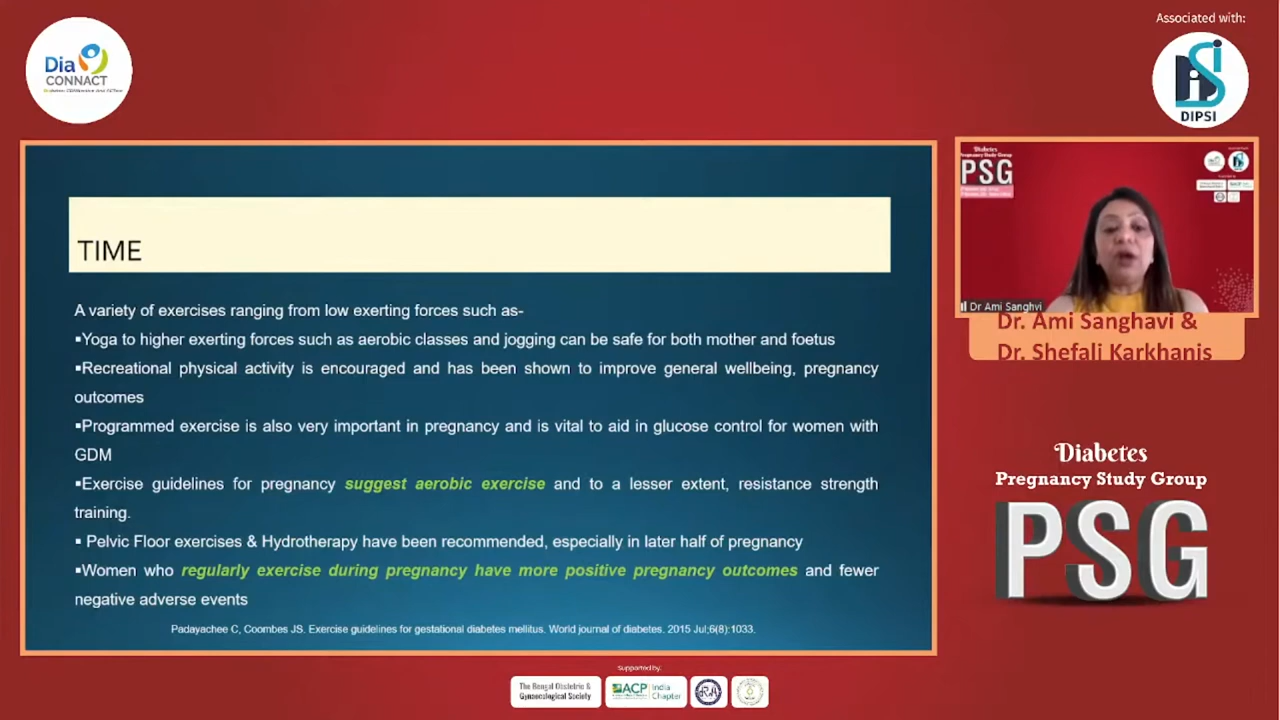 Associated with:
Dia
CONNACT
DiSi
DIPSI
TIME
A variety of exercises ranging from low exerting forces such as-
▪Yoga to higher exerting forces such as aerobic classes and jogging can be safe for both mother and foetus
▪Recreational physical activity is encouraged and has been shown to improve general wellbeing, pregnancy
outcomes
▪Programmed exercise is also very important in pregnancy and is vital to aid in glucose control for women with
GDM
▪Exercise guidelines for pregnancy suggest aerobic exercise and to a lesser extent, resistance strength
training.
▪ Pelvic Floor exercises & Hydrotherapy have been recommended, especially in later half of pregnancy
▪Women who regularly exercise during pregnancy have more positive pregnancy outcomes and fewer
negative adverse events
Padayachee C, Coombes JS. Exercise guidelines for gestational diabetes mellitus. World journal of diabetes. 2015 Jul;6(8):1033.
Diabetes
Pregnancy Study Group
PSG
Dr Ami Sanghvi
Dr. Ami Sanghavi &
Dr. Shefali Karkhanis
Diabetes
Pregnancy Study Group
PSG
Supported by:
The Bengal Obstetric &
Gynaecological Society
ACP
India
Chapter